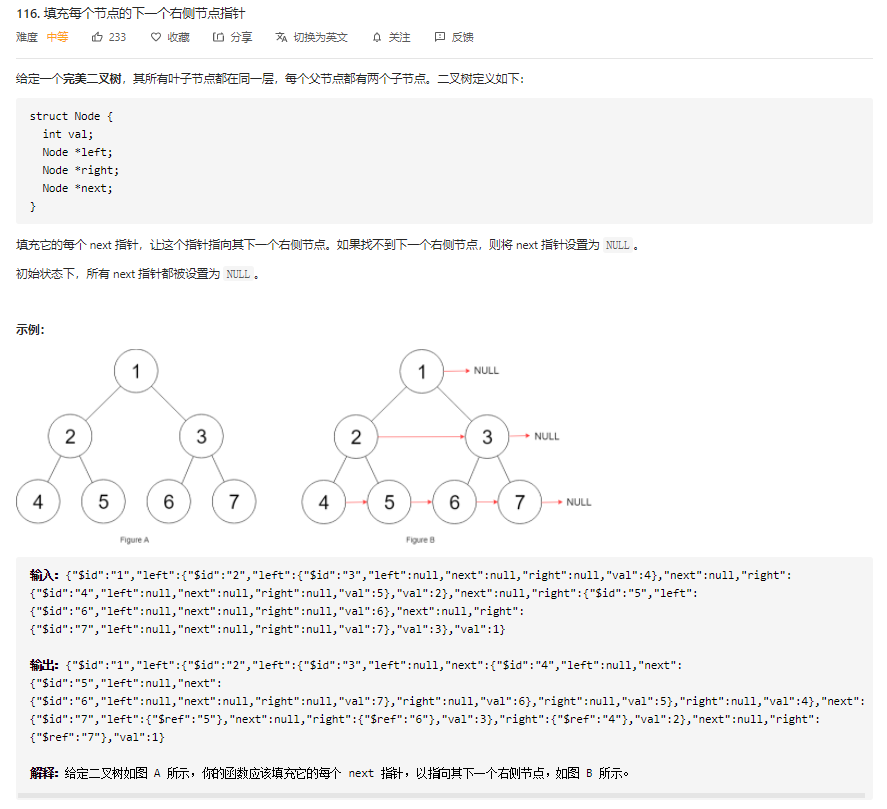 116. 填充每个节点的下一个右侧节点指针
难度 中等 233 收藏 分享 切换为英文 关注 反馈
给定一个完美二叉树，其所有叶子节点都在同一层，每个父节点都有两个子节点。二叉树定义如下：
struct Node {
int val;
Node *left;
Node *right;
Node *next;
}
填充它的每个 next 指针，让这个指针指向其下一个右侧节点。如果找不到下一个右侧节点，则将 next 指针设置为 NULL 。
初始状态下，所有 next 指针都被设置为 NULL 。
示例：
1 1 NULL
2 3 2 3 NULL
4 5 6 7 4 5 6 7 NULL
Figure A Figure B
输入：{"$id":"1","left":{"$id":"2","left":{"$id":"3","left":null,"next":null,"right":null,"val":4},"next":null,"right":
{"$id":"4","left":null,"next":null,"right":null,"val":5},"val":2},"next":null,"right":{"$id":"5","left":
{"$id":"6","left":null,"next":null,"right":null,"val":6},"next":null,"right":
{"$id":"7","left":null,"next":null,"right":null,"val":7},"val":3},"val":1}
输出：{"$id":"1","left":{"$id":"2","left":{"$id":"3","left":null,"next":{"$id":"4","left":null,"next":
{"$id":"5","left":null,"next":
{"$id":"6","left":null,"next":null,"right":null,"val":7},"right":null,"val":6},"right":null,"val":5},"right":null,"val":4},"next":
{"$id":"7","left":{"$ref":"5"},"next":null,"right":{"$ref":"6"},"val":3},"right":{"$ref":"4"},"val":2},"next":null,"right":
{"$ref":"7"},"val":1}
解释：给定二叉树如图 A 所示，你的函数应该填充它的每个 next 指针，以指向其下一个右侧节点，如图 B 所示。